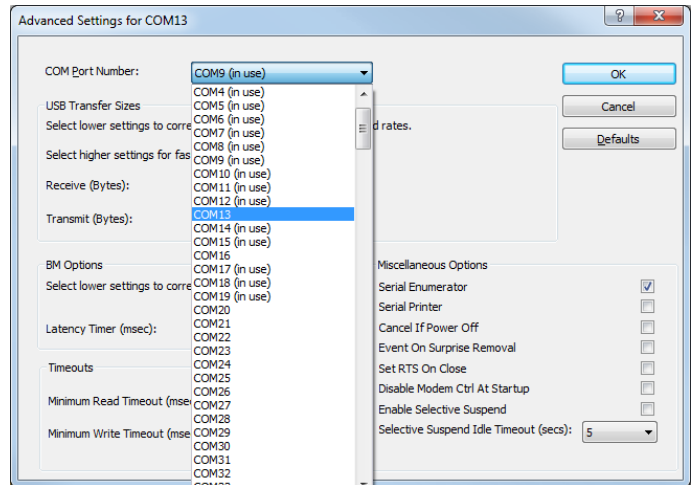 Advanced Settings for COM13
COM Port Number:
COM9 (in use)
OK
Cancel
Defaults
COM4 (in use)
COM5 (in use)
COM6 (in use)
COM7 (in use)
COM8 (in use)
COM9 (in use)
COM10 (in use)
COM11 (in use)
COM12 (in use)
COM13
COM14 (in use)
COM15 (in use)
COM16
COM17 (in use)
COM18 (in use)
COM19 (in use)
COM20
COM21
COM22
COM23
COM24
COM25
COM26
COM27
COM28
COM29
COM30
COM31
COM32
USB Transfer Sizes
Select lower settings to corre
d rates.
Select higher settings for fas
Receive (Bytes):
Transmit (Bytes):
BM Options
Select lower settings to corre
Latency Timer (msec):
Timeouts
Minimum Read Timeout (mse
Minimum Write Timeout (mse
Miscellaneous Options
Serial Enumerator
Serial Printer
Cancel If Power Off
Event On Surprise Removal
Set RTS On Close
Disable Modem Ctrl At Startup
Enable Selective Suspend
Selective Suspend Idle Timeout (secs): 5